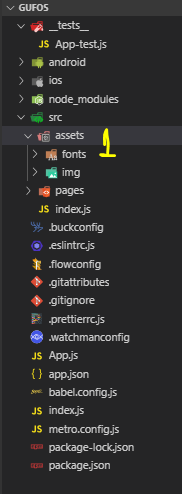 GUFOS
__tests__
JS App-test.js
android
ios
node_modules
src
assets 1
fonts
img
pages
JS index.js
.buckconfig
.eslintrc.js
.flowconfig
.gitattributes
.gitignore
.prettierrc.js
.watchmanconfig
JS App.js
{} app.json
babel.config.js
JS index.js
JS metro.config.js
package-lock.json
package.json